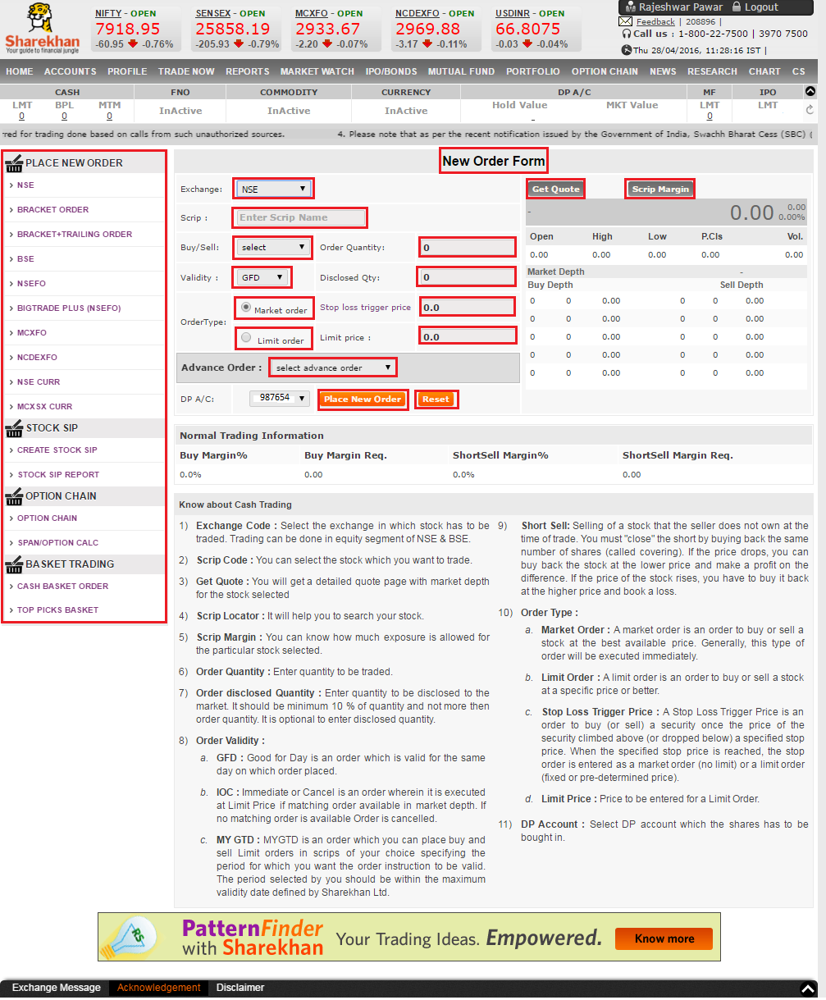 Sharekhan
Your guide to financial jungle
NIFTY - OPEN
7918.95
-60.95 -0.76%
SENSEX - OPEN
25858.19
-205.93 -0.79%
MCXFO - OPEN
2933.67
-2.20 -0.07%
NCDEXFO - OPEN
2969.88
-3.17 -0.11%
USDINR - OPEN
66.8075
-0.03 -0.04%
Rajeshwar Pawar Logout
Feedback | 208896 |
Call us : 1-800-22-7500 | 3970 7500
Thu 28/04/2016, 11:28:16 IST |
HOME ACCOUNTS PROFILE TRADE NOW REPORTS MARKET WATCH IPO/BONDS MUTUAL FUND PORTFOLIO OPTION CHAIN NEWS RESEARCH CHART CS
CASH FNO COMMODITY CURRENCY DP A/C MF IPO
LMT BPL MTM InActive InActive InActive Hold Value MKT Value LMT LMT
0 0 0 - 0
rred for trading done based on calls from such unauthorized sources. 4. Please note that as per the recent notification issued by the Government of India, Swachh Bharat Cess (SBC) (
PLACE NEW ORDER
NSE
BRACKET ORDER
BRACKET+TRAILING ORDER
BSE
NSEFO
BIGTRADE PLUS (NSEFO)
MCXFO
NCDEXFO
NSE CURR
MCXSX CURR
STOCK SIP
CREATE STOCK SIP
STOCK SIP REPORT
OPTION CHAIN
OPTION CHAIN
SPAN/OPTION CALC
BASKET TRADING
CASH BASKET ORDER
TOP PICKS BASKET
New Order Form
Exchange: NSE
Scrip : Enter Scrip Name
Buy/Sell: select Order Quantity: 0
Validity : GFD Disclosed Qty: 0
OrderType: Market order Stop loss trigger price 0.0
Limit order Limit price : 0.0
Advance Order : select advance order
DP A/C: 987654 Place New Order Reset
Get Quote Scrip Margin
- 0.00 0.00
0.00%
Open High Low P.Cls Vol.
0.00 0.00 0.00 0.00 0.00
Market Depth -
Buy Depth Sell Depth
0 0 0.00 0 0 0.00
0 0 0.00 0 0 0.00
0 0 0.00 0 0 0.00
0 0 0.00 0 0 0.00
0 0 0.00 0 0 0.00
Normal Trading Information
Buy Margin% Buy Margin Req. ShortSell Margin% ShortSell Margin Req.
0.0% 0.00 0.0% 0.00
Know about Cash Trading
1) Exchange Code : Select the exchange in which stock has to be
traded. Trading can be done in equity segment of NSE & BSE.
2) Scrip Code : You can select the stock which you want to trade.
3) Get Quote : You will get a detailed quote page with market depth
for the stock selected
4) Scrip Locator : It will help you to search your stock.
5) Scrip Margin : You can know how much exposure is allowed for
the particular stock selected.
6) Order Quantity : Enter quantity to be traded.
7) Order disclosed Quantity : Enter quantity to be disclosed to the
market. It should be minimum 10 % of quantity and not more then
order quantity. It is optional to enter disclosed quantity.
8) Order Validity :
a. GFD : Good for Day is an order which is valid for the same
day on which order placed.
b. IOC : Immediate or Cancel is an order wherein it is executed
at Limit Price if matching order available in market depth. If
no matching order is available Order is cancelled.
c. MY GTD : MYGTD is an order which you can place buy and
sell Limit orders in scrips of your choice specifying the
period for which you want the order instruction to be valid.
The period selected by you should be within the maximum
validity date defined by Sharekhan Ltd.
9) Short Sell: Selling of a stock that the seller does not own at the
time of trade. You must "close" the short by buying back the same
number of shares (called covering). If the price drops, you can
buy back the stock at the lower price and make a profit on the
difference. If the price of the stock rises, you have to buy it back
at the higher price and book a loss.
10) Order Type :
a. Market Order : A market order is an order to buy or sell a
stock at the best available price. Generally, this type of
order will be executed immediately.
b. Limit Order : A limit order is an order to buy or sell a stock
at a specific price or better.
c. Stop Loss Trigger Price : A Stop Loss Trigger Price is an
order to buy (or sell) a security once the price of the
security climbed above (or dropped below) a specified stop
price. When the specified stop price is reached, the stop
order is entered as a market order (no limit) or a limit order
(fixed or pre-determined price).
d. Limit Price : Price to be entered for a Limit Order.
11) DP Account : Select DP account which the shares has to be
bought in.
RS
PatternFinder
with Sharekhan
Your Trading Ideas. Empowered.
Know more
Exchange Message Acknowledgement Disclaimer